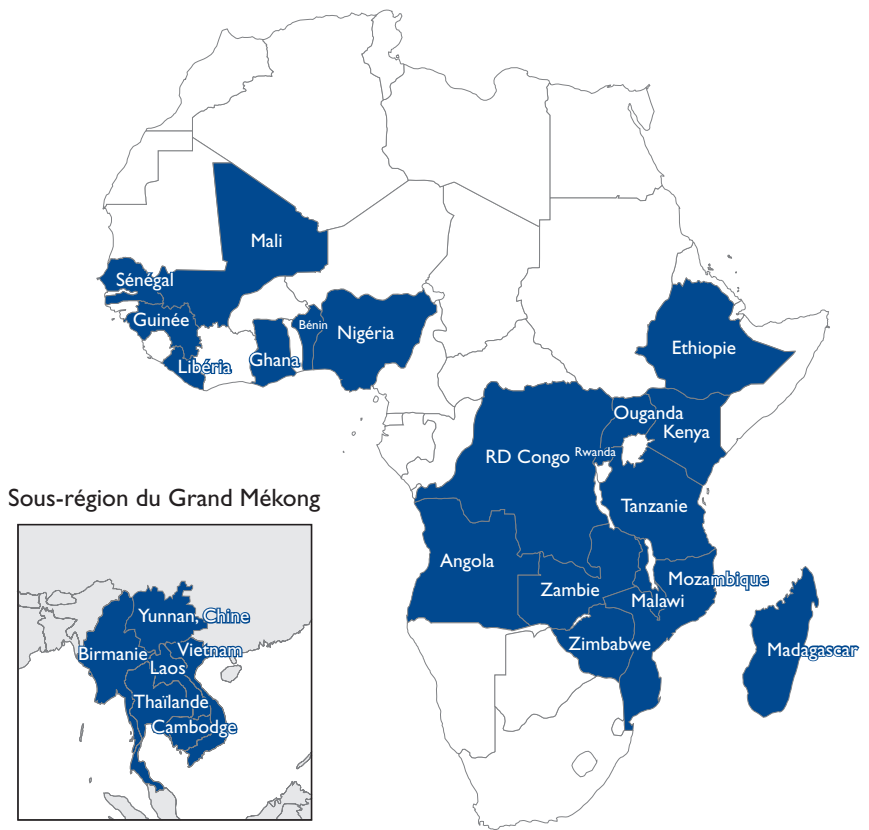 Mali
Sénégal
Guinée
Libéria
Ghana
Bénin
Nigéria
Ethiopie
Ouganda
Kenya
RD Congo
Rwanda
Tanzanie
Angola
Zambie
Mozambique
Malawi
Zimbabwe
Madagascar
Sous-région du Grand Mékong
Yunnan, Chine
Birmanie
Vietnam
Laos
Thaïlande
Cambodge